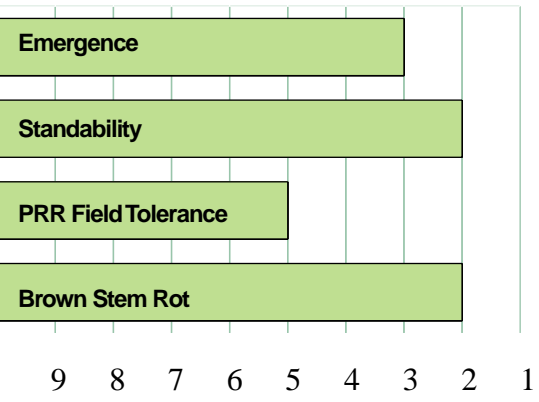 Emergence
Standability
PRR Field Tolerance
Brown Stem Rot
9 8 7 6 5 4 3 2 1